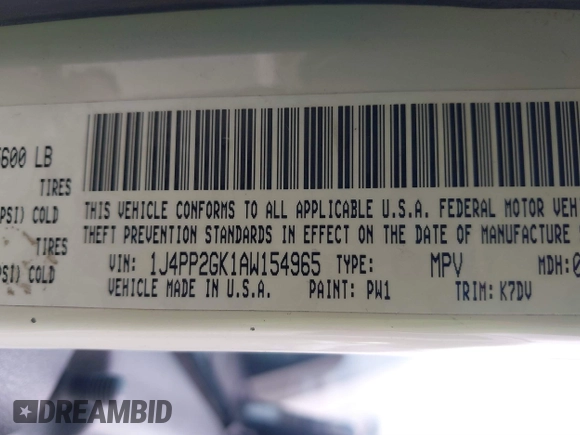 600 LB
TIRES
PSI) COLD
TIRES
PSI) COLD
THIS VEHICLE CONFORMS TO ALL APPLICABLE U.S.A. FEDERAL MOTOR VEH
THEFT PREVENTION STANDARDS IN EFFECT ON THE DATE OF MANUFACTURE
VIN: 1J4PP2GK1AW154965 TYPE: MPV MDH:0
VEHICLE MADE IN U.S.A. PAINT: PW1 TRIM: K7DV
DREAMBID